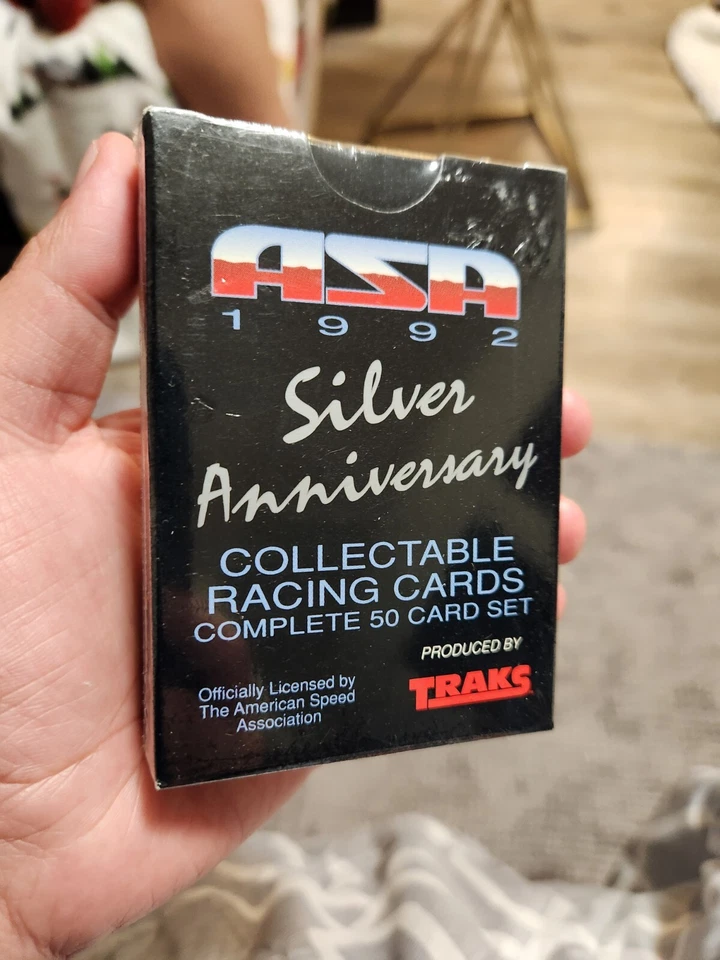 ASA
1992
Silver
Anniversary
COLLECTABLE
RACING CARDS
COMPLETE 50 CARD SET
PRODUCED BY
TRAKS
Officially Licensed by
The American Speed
Association